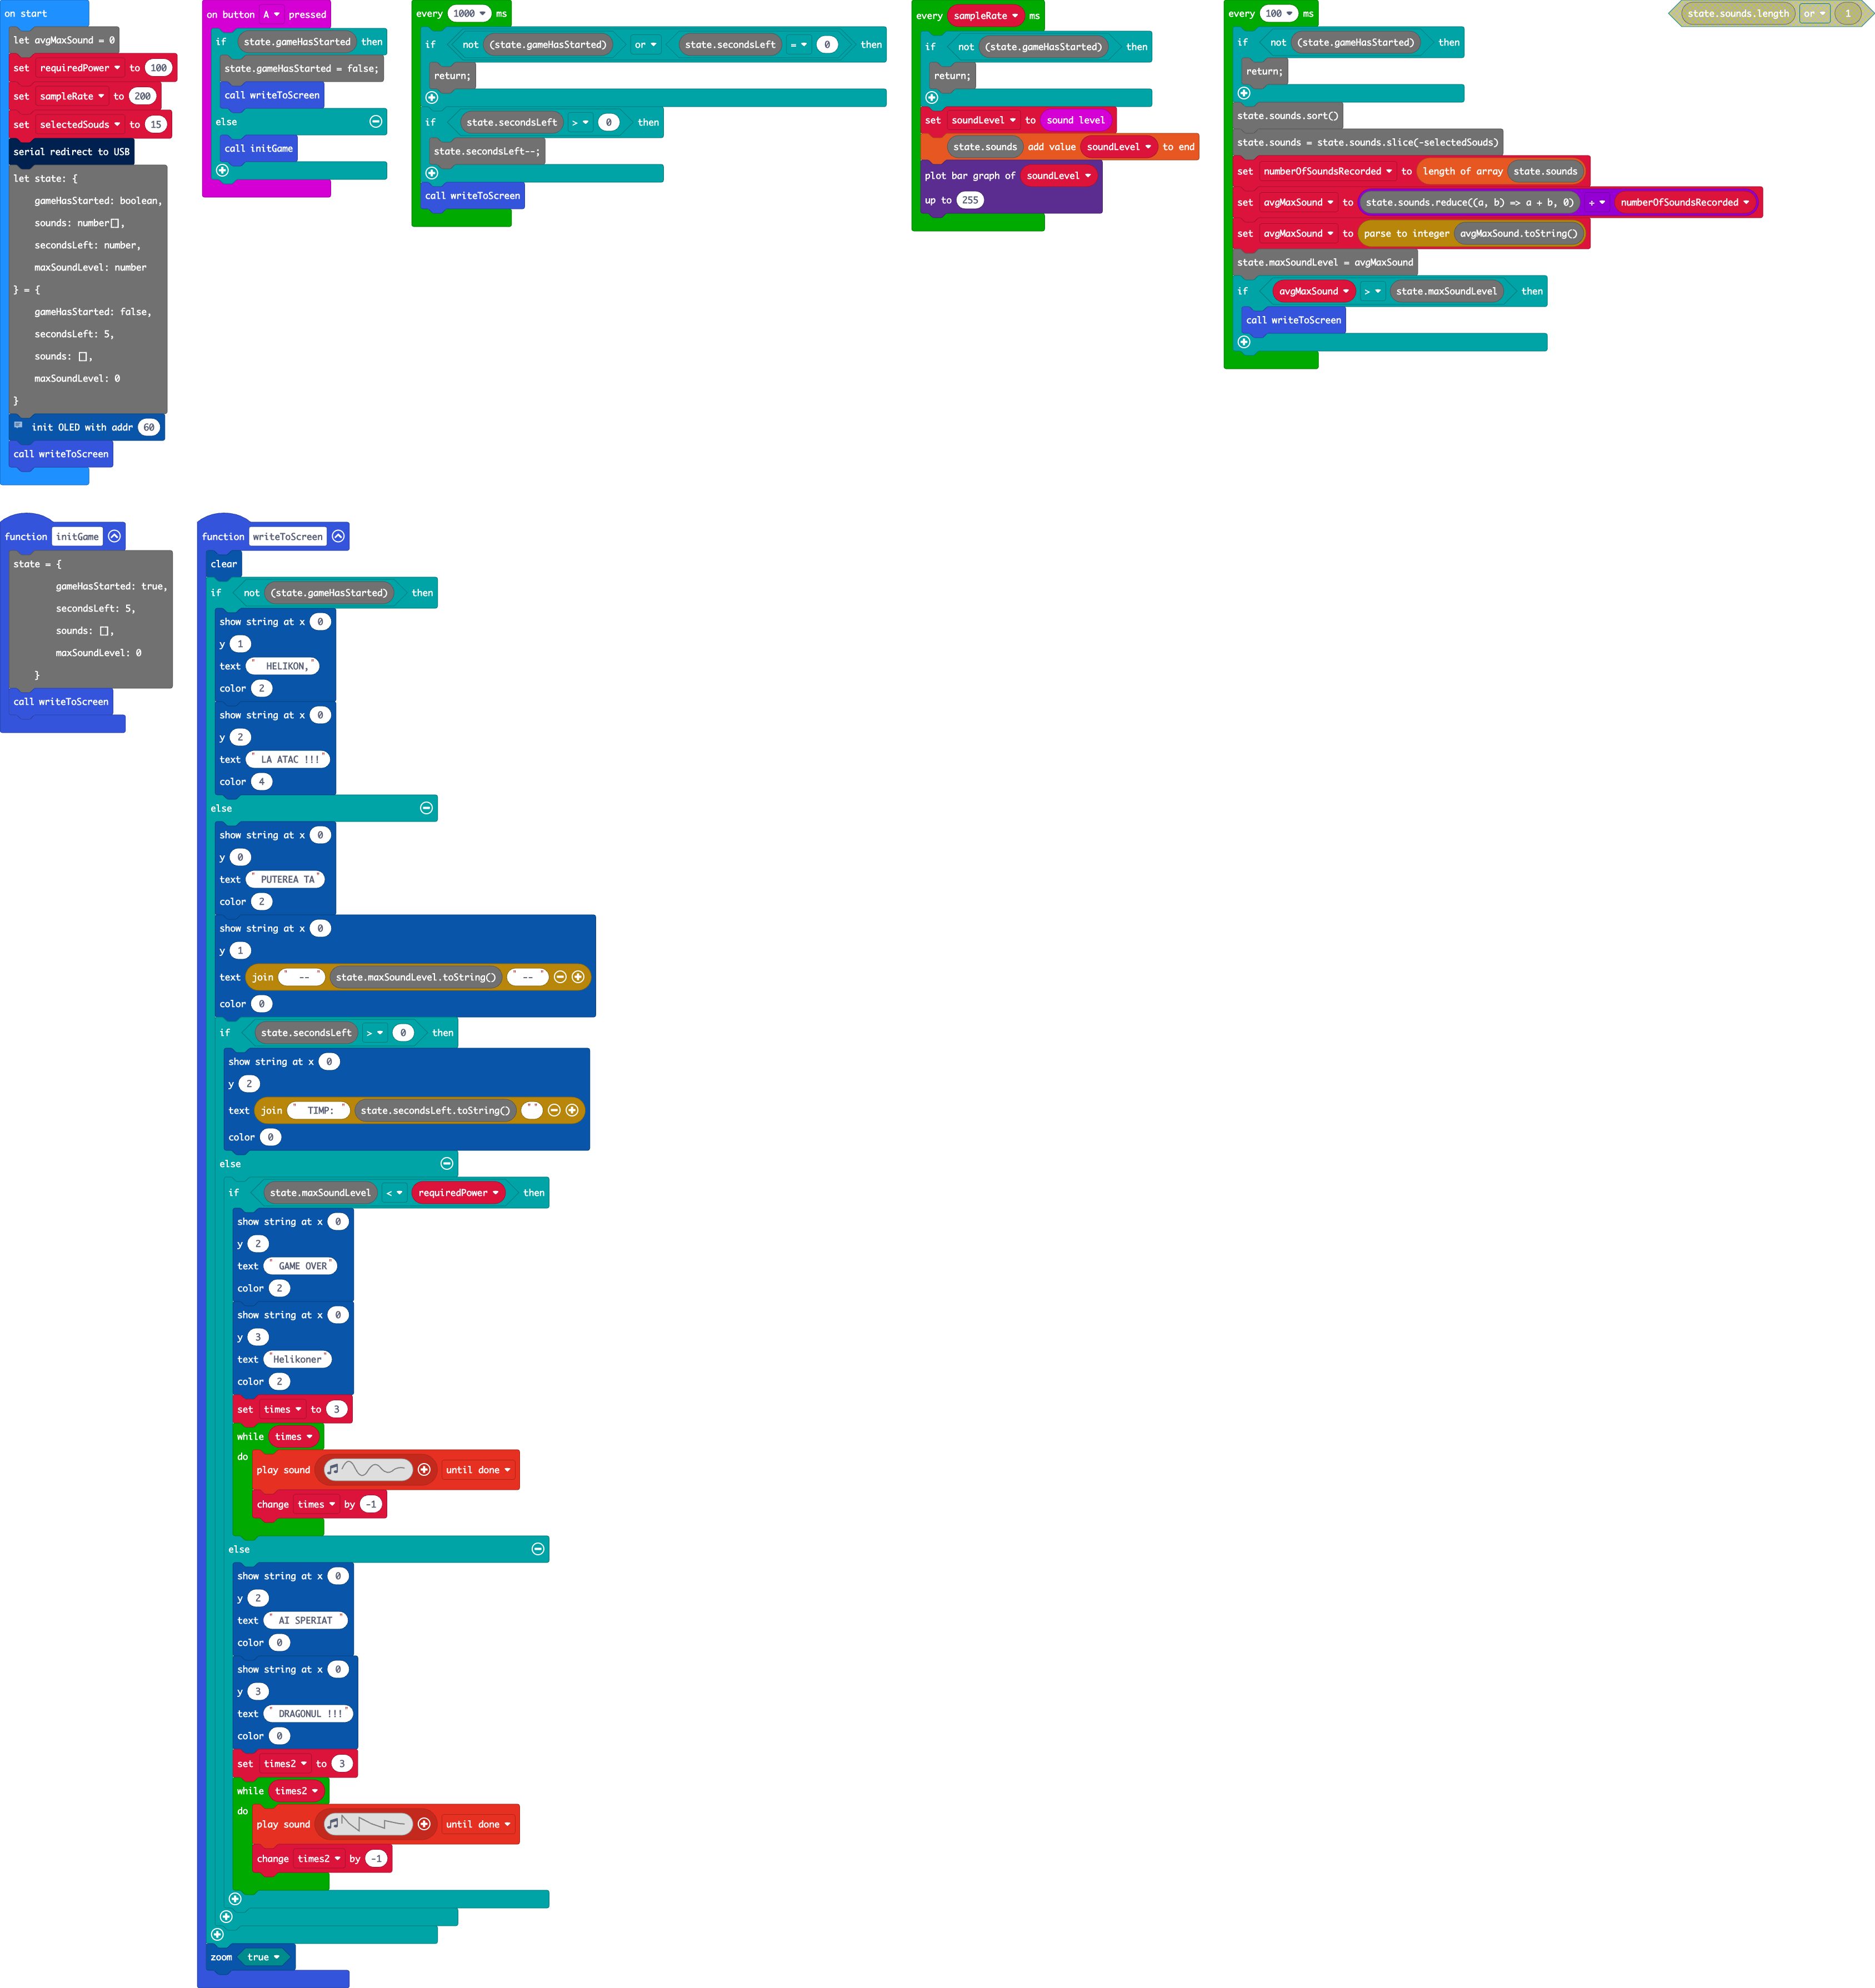 on start
let avgMaxSound = 0
set requiredPower to 100
set sampleRate to 200
set selectedSouds to 15
serial redirect to USB
let state: {
gameHasStarted: boolean,
sounds: number[],
secondsLeft: number,
maxSoundLevel: number
} = {
gameHasStarted: false,
secondsLeft: 5,
sounds: [],
maxSoundLevel: 0
}
init OLED with addr 60
call writeToScreen
on button A pressed
if state.gameHasStarted then
state.gameHasStarted = false;
call writeToScreen
else
call initGame
every 1000 ms
if not (state.gameHasStarted) or state.secondsLeft = 0 then
return;
if state.secondsLeft > 0 then
state.secondsLeft--;
call writeToScreen
every sampleRate ms
if not (state.gameHasStarted) then
return;
set soundLevel to sound level
state.sounds add value soundLevel to end
plot bar graph of soundLevel
up to 255
every 100 ms
if not (state.gameHasStarted) then
return;
state.sounds.sort()
state.sounds = state.sounds.slice(-selectedSouds)
set numberOfSoundsRecorded to length of array state.sounds
set avgMaxSound to state.sounds.reduce((a, b) => a + b, 0) ÷ numberOfSoundsRecorded
set avgMaxSound to parse to integer avgMaxSound.toString()
state.maxSoundLevel = avgMaxSound
if avgMaxSound > state.maxSoundLevel then
call writeToScreen
state.sounds.length or 1
function initGame
state = {
gameHasStarted: true,
secondsLeft: 5,
sounds: [],
maxSoundLevel: 0
}
call writeToScreen
function writeToScreen
clear
if not (state.gameHasStarted) then
show string at x 0
y 1
text "  HELIKON,"
color 2
show string at x 0
y 2
text " LA ATAC !!!"
color 4
else
show string at x 0
y 0
text " PUTEREA TA"
color 2
show string at x 0
y 1
text join "   -- " state.maxSoundLevel.toString() " -- "
color 0
if state.secondsLeft > 0 then
show string at x 0
y 2
text join "   TIMP: " state.secondsLeft.toString() ""
color 0
else
if state.maxSoundLevel < requiredPower then
show string at x 0
y 2
text " GAME OVER"
color 2
show string at x 0
y 3
text "Helikoner"
color 2
set times to 3
while times
do
play sound until done
change times by -1
else
show string at x 0
y 2
text " AI SPERIAT "
color 0
show string at x 0
y 3
text " DRAGONUL !!!"
color 0
set times2 to 3
while times2
do
play sound until done
change times2 by -1
zoom true